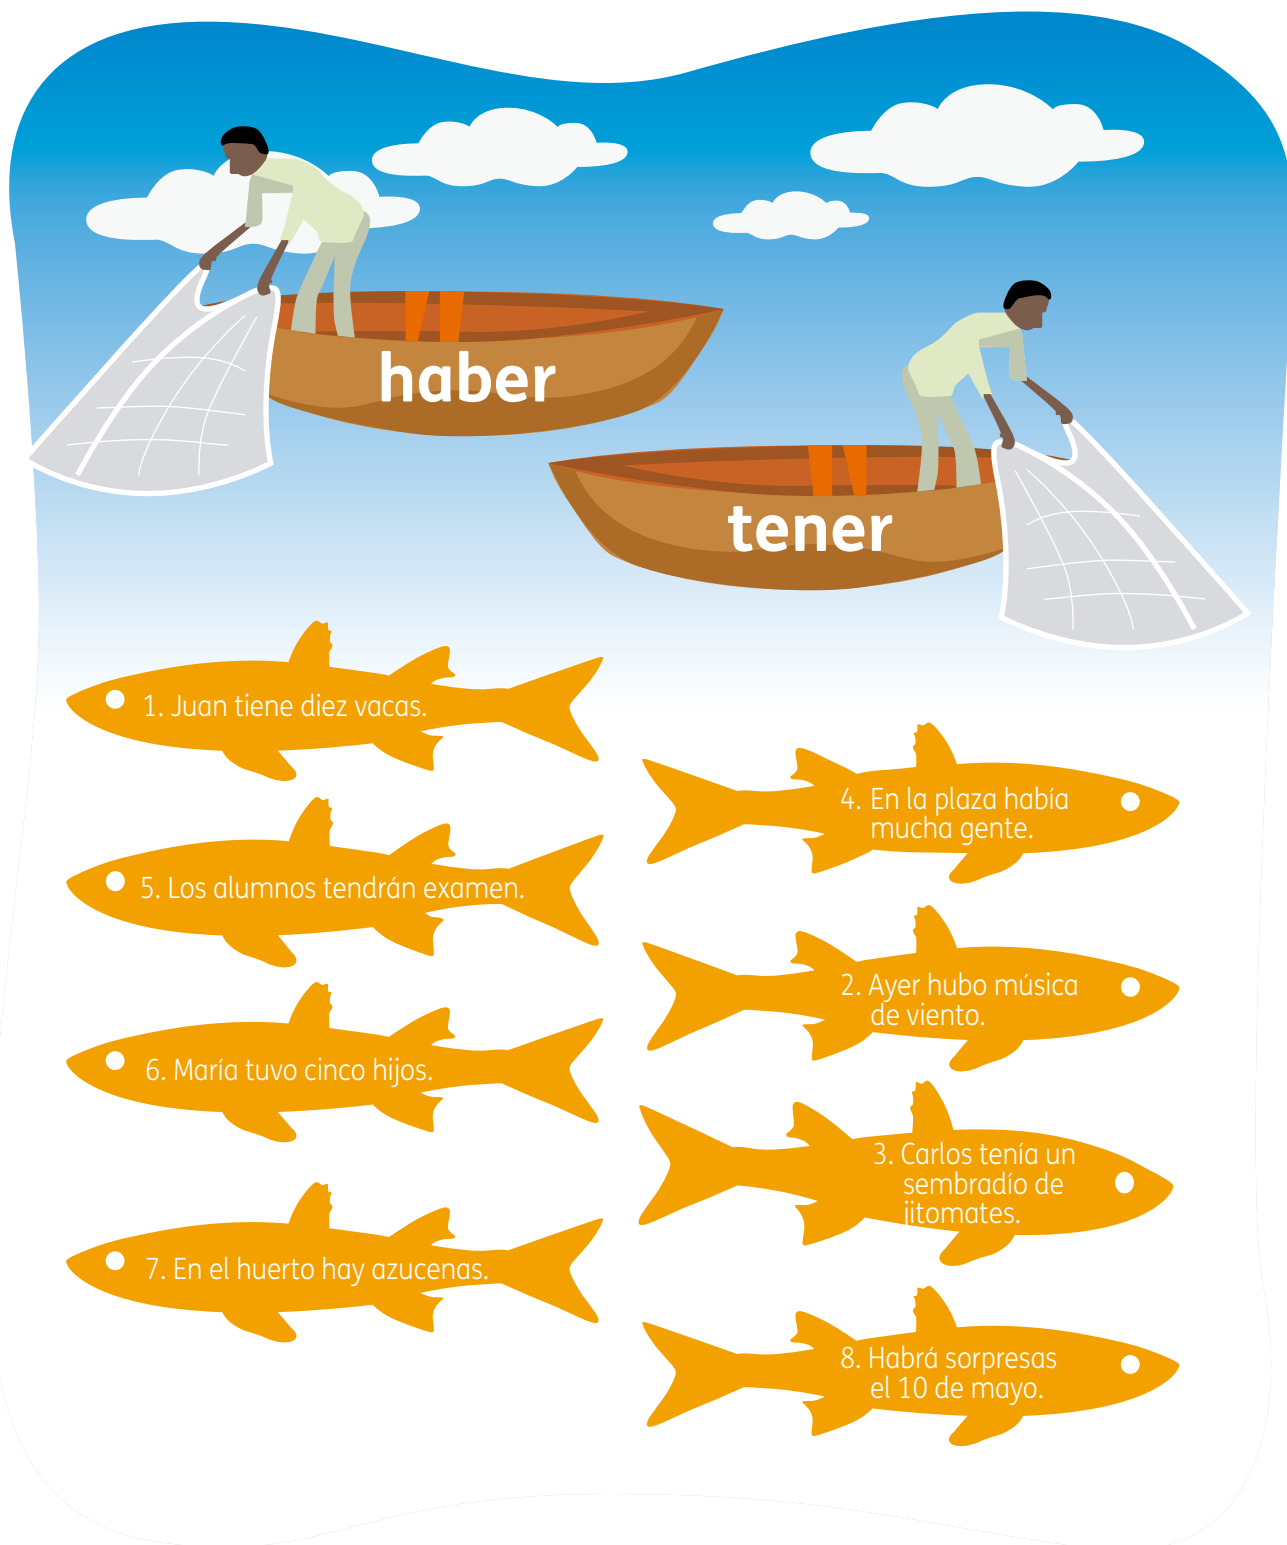 haber
tener
1. Juan tiene diez vacas.
5. Los alumnos tendrán examen.
6. María tuvo cinco hijos.
7. En el huerto hay azucenas.
4. En la plaza había
mucha gente.
2. Ayer hubo música
de viento.
3. Carlos tenía un
sembradío de
jitomates.
8. Habrá sorpresas
el 10 de mayo.